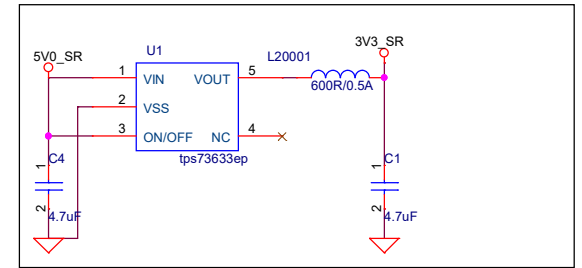 5V0_SR
U1
L20001
3V3_SR
1 VIN VOUT 5
600R/0.5A
2 VSS
3 ON/OFF NC 4
tps73633ep
1 C4
2 4.7uF
1 C1
2 4.7uF